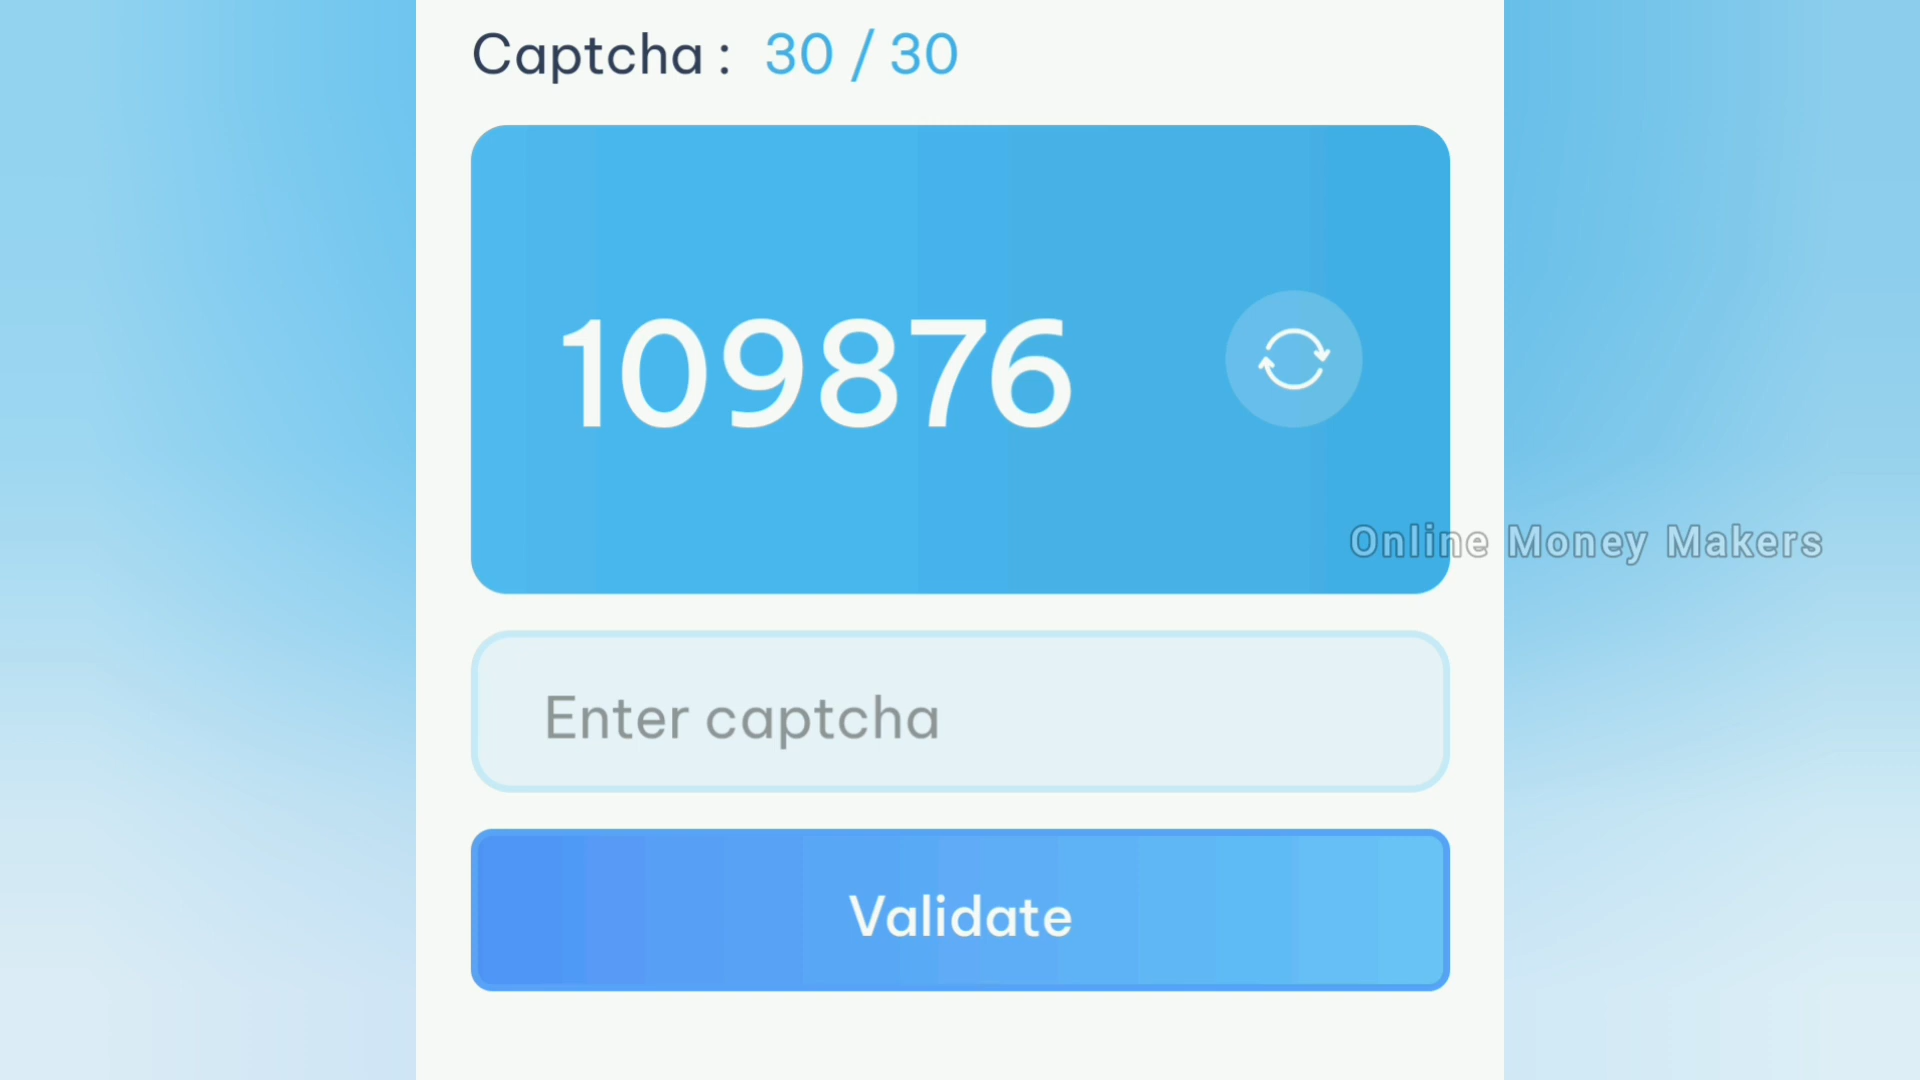 Captcha : 30 / 30
109876
Online Money Makers
Enter captcha
Validate